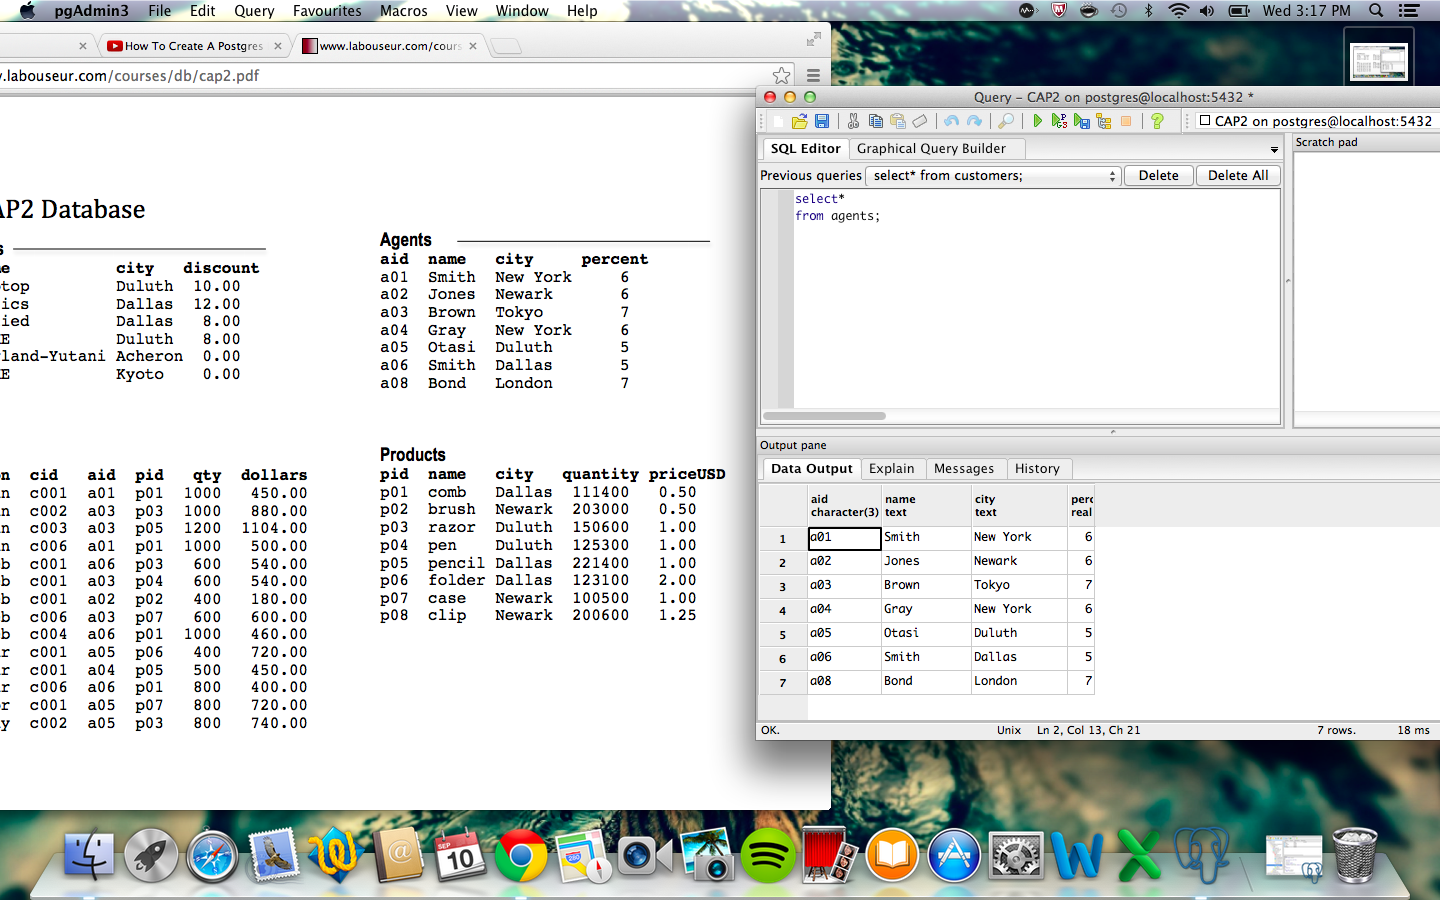 pgAdmin3 File Edit Query Favourites Macros View Window Help Wed 3:17 PM
How To Create A Postgres
www.labouseur.com/cours
w.labouseur.com/courses/db/cap2.pdf
AP2 Database
s
e city discount
top Duluth 10.00
ics Dallas 12.00
ied Dallas 8.00
E Duluth 8.00
land-Yutani Acheron 0.00
E Kyoto 0.00
Agents
aid name city percent
a01 Smith New York 6
a02 Jones Newark 6
a03 Brown Tokyo 7
a04 Gray New York 6
a05 Otasi Duluth 5
a06 Smith Dallas 5
a08 Bond London 7
n cid aid pid qty dollars
n c001 a01 p01 1000 450.00
n c002 a03 p03 1000 880.00
n c003 a03 p05 1200 1104.00
n c006 a01 p01 1000 500.00
b c001 a06 p03 600 540.00
b c001 a03 p04 600 540.00
b c001 a02 p02 400 180.00
b c006 a03 p07 600 600.00
b c004 a06 p01 1000 460.00
r c001 a05 p06 400 720.00
r c001 a04 p05 500 450.00
r c006 a06 p01 800 400.00
r c001 a05 p07 800 720.00
y c002 a05 p03 800 740.00
Products
pid name city quantity priceUSD
p01 comb Dallas 111400 0.50
p02 brush Newark 203000 0.50
p03 razor Duluth 150600 1.00
p04 pen Duluth 125300 1.00
p05 pencil Dallas 221400 1.00
p06 folder Dallas 123100 2.00
p07 case Newark 100500 1.00
p08 clip Newark 200600 1.25
Query – CAP2 on postgres@localhost:5432 *
CAP2 on postgres@localhost:5432
SQL Editor Graphical Query Builder
Scratch pad
Previous queries select* from customers; Delete Delete All
select*
from agents;
Output pane
Data Output Explain Messages History
aid name city perc
character(3) text text real
1 a01 Smith New York 6
2 a02 Jones Newark 6
3 a03 Brown Tokyo 7
4 a04 Gray New York 6
5 a05 Otasi Duluth 5
6 a06 Smith Dallas 5
7 a08 Bond London 7
OK. Unix Ln 2, Col 13, Ch 21 7 rows. 18 ms
SEP
10
280